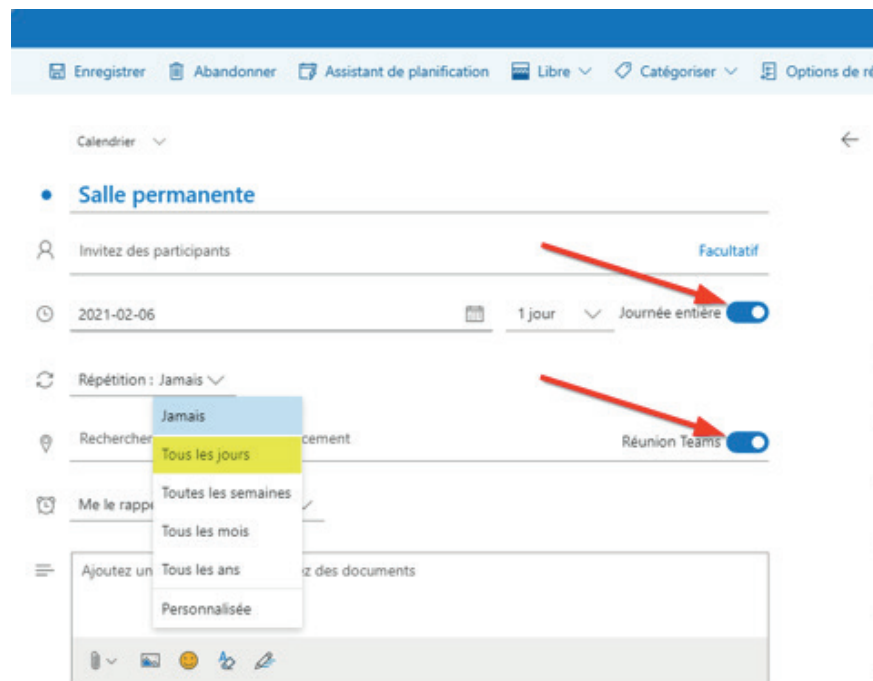 Enregistrer Abandonner Assistant de planification Libre Catégoriser Options de ré
Calendrier
Salle permanente
Invitez des participants Facultatif
2021-02-06 1 jour Journée entière
Répétition : Jamais
Jamais
Rechercher cement Réunion Teams
Tous les jours
Toutes les semaines
Me le rappe
Tous les mois
Tous les ans
Ajoutez un ez des documents
Personnalisée